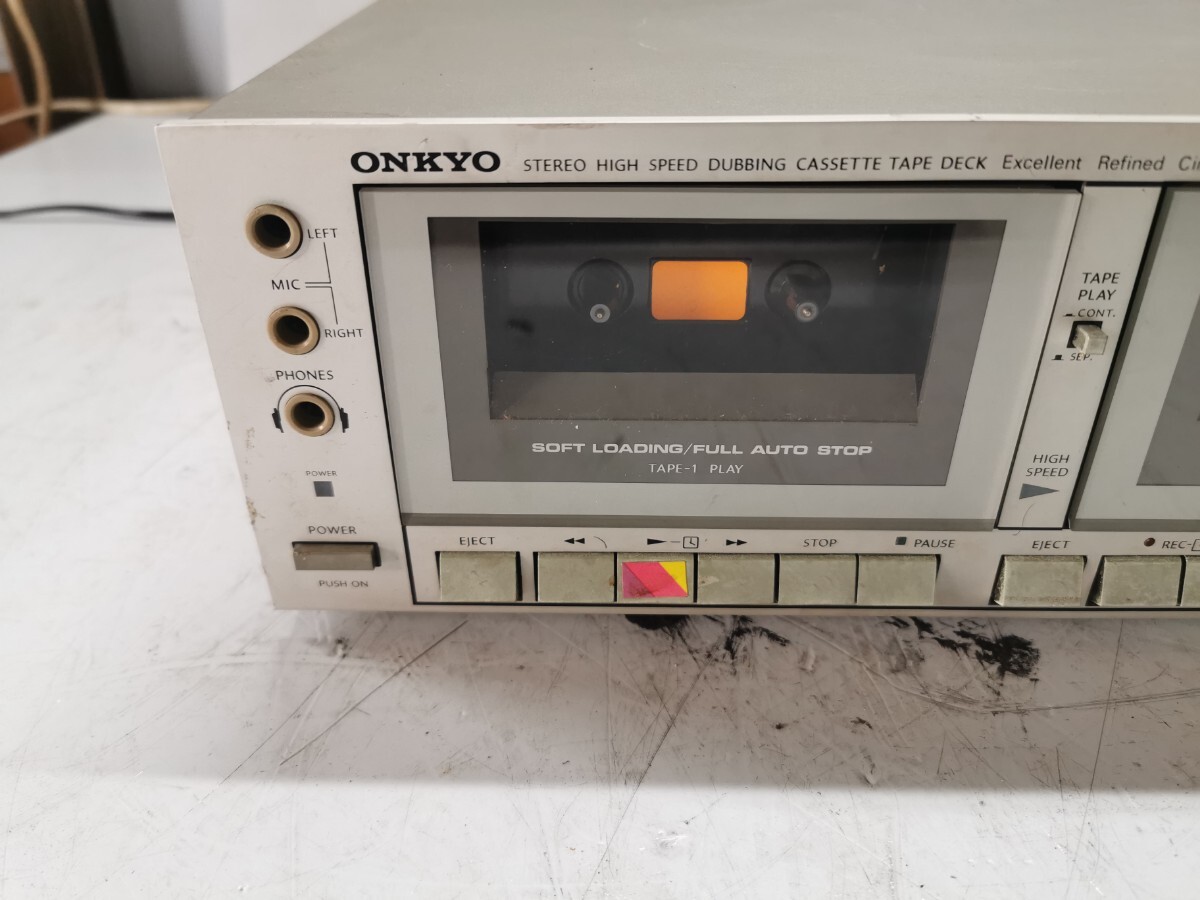 ONKYO STEREO HIGH SPEED DUBBING CASSETTE TAPE DECK Excellent Refined
LEFT
MIC
RIGHT
PHONES
POWER
POWER
PUSH ON
SOFT LOADING/FULL AUTO STOP
TAPE-1 PLAY
TAPE
PLAY
CONT.
SEP.
HIGH
SPEED
EJECT STOP PAUSE EJECT REC